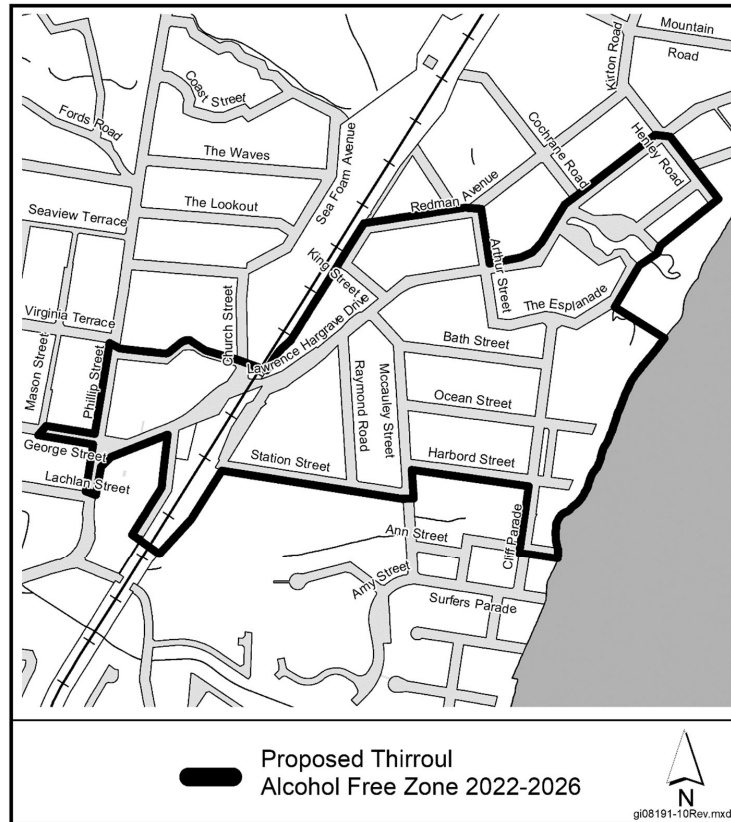 Mountain
Road
Kirton Road
Coast Street
Fords Road
Cochrane Road
Henley Road
The Waves
Sea Foam Avenue
Redman Avenue
The Lookout
Seaview Terrace
King Street
Arthur Street
The Esplanade
Virginia Terrace
Church Street
Lawrence Hargrave Drive
Bath Street
Mason Street
Phillip Street
Raymond Road
Mccauley Street
Ocean Street
George Street
Station Street
Harbord Street
Lachlan Street
Ann Street
Cliff Parade
Amy Street
Surfers Parade
Proposed Thirroul
Alcohol Free Zone 2022-2026
N
gi08191-10Rev.mxd